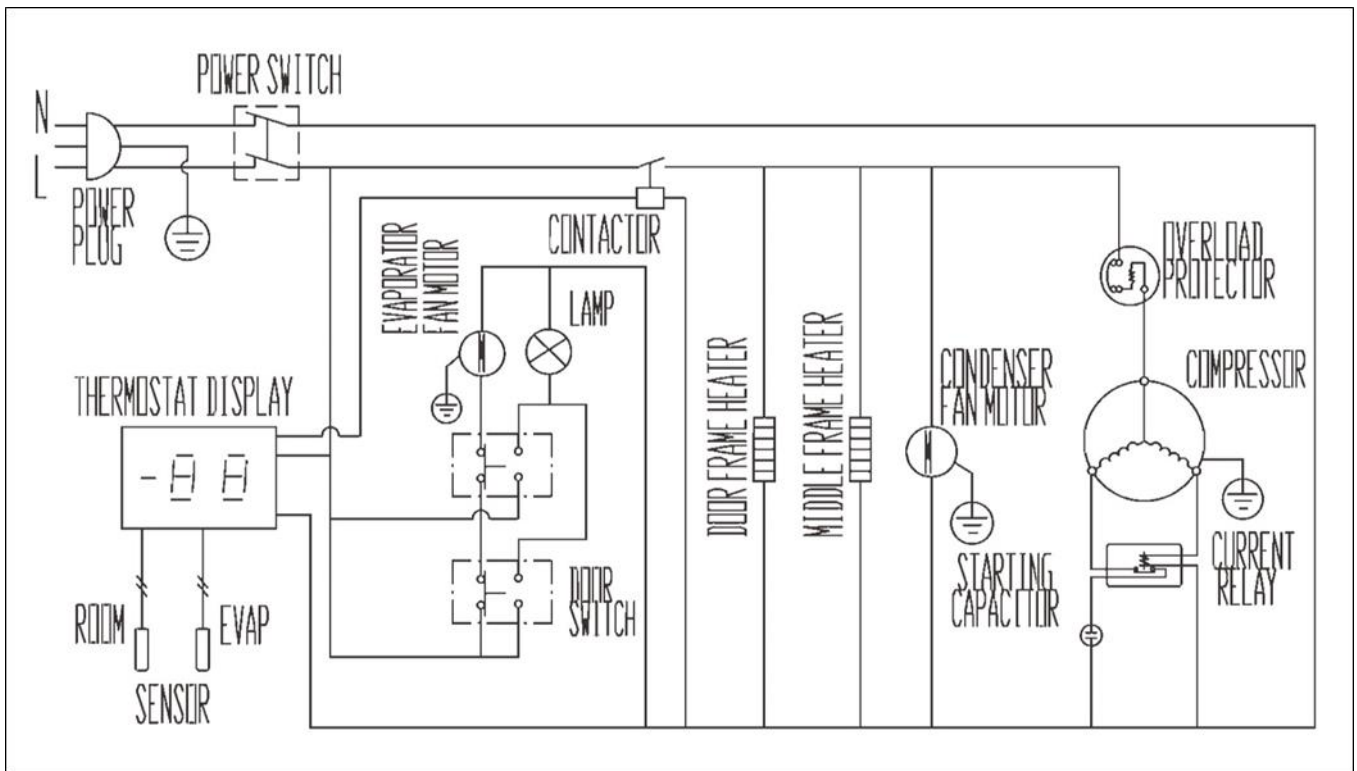 POWER SWITCH
N
L
POWER
PLUG
CONTACTOR
EVAPORATOR
FAN MOTOR
LAMP
OVERLOAD
PROTECTOR
THERMOSTAT DISPLAY
-88
DOOR FRAME HEATER
MIDDLE FRAME HEATER
CONDENSER
FAN MOTOR
COMPRESSOR
STARTING
CAPACITOR
CURRENT
RELAY
DOOR
SWITCH
ROOM
EVAP
SENSOR